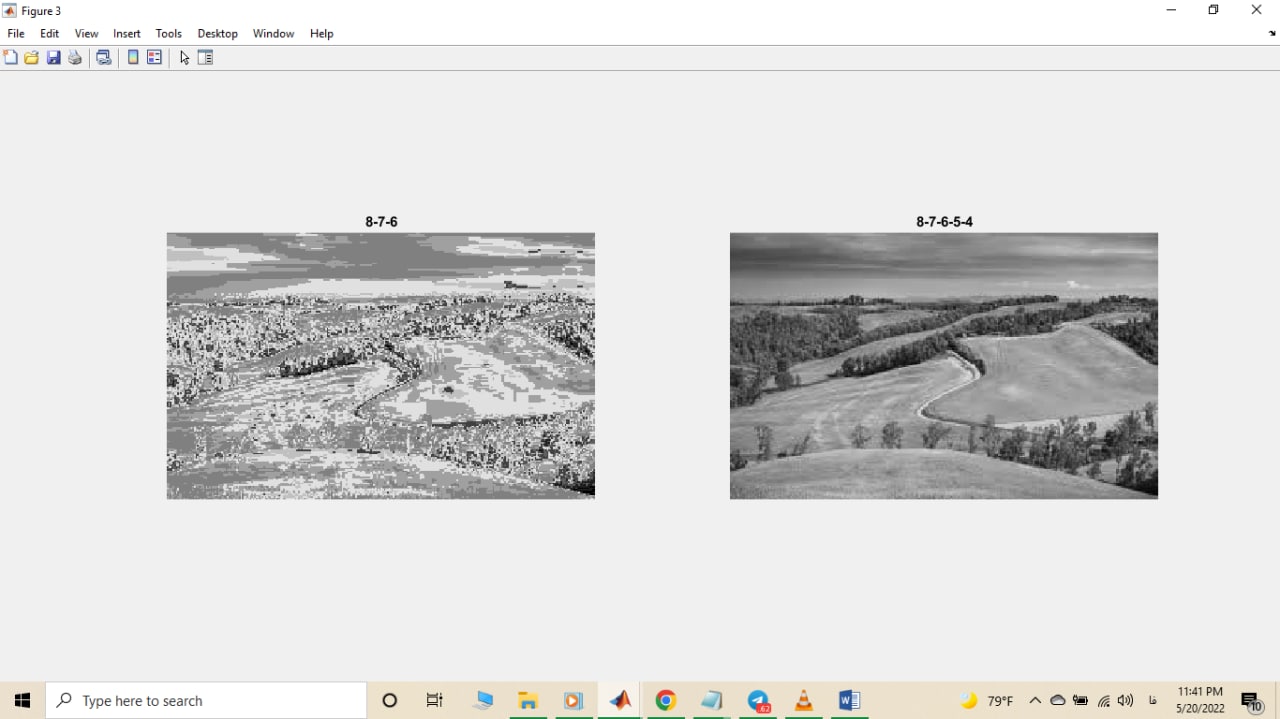 Figure 3
File Edit View Insert Tools Desktop Window Help
8-7-6
8-7-6-5-4
Type here to search
62
79°F
فا
11:41 PM
5/20/2022
10